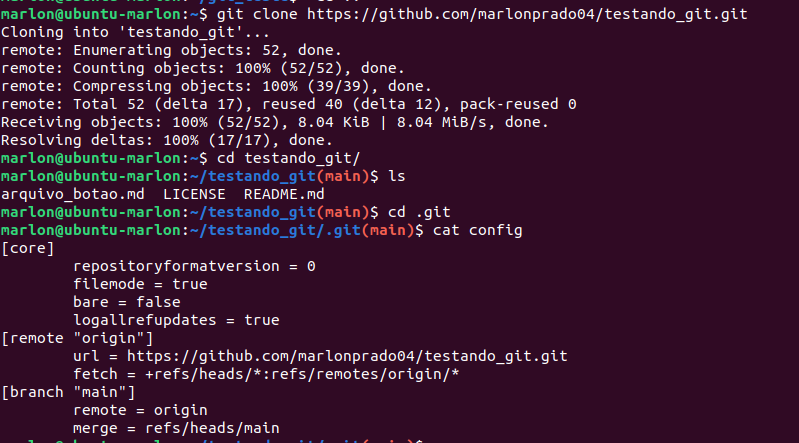 marlon@ubuntu-marlon:~$ git clone https://github.com/marlonprado04/testando_git.git
Cloning into 'testando_git'...
remote: Enumerating objects: 52, done.
remote: Counting objects: 100% (52/52), done.
remote: Compressing objects: 100% (39/39), done.
remote: Total 52 (delta 17), reused 40 (delta 12), pack-reused 0
Receiving objects: 100% (52/52), 8.04 KiB | 8.04 MiB/s, done.
Resolving deltas: 100% (17/17), done.
marlon@ubuntu-marlon:~$ cd testando_git/
marlon@ubuntu-marlon:~/testando_git(main)$ ls
arquivo_botao.md  LICENSE  README.md
marlon@ubuntu-marlon:~/testando_git(main)$ cd .git
marlon@ubuntu-marlon:~/testando_git/.git(main)$ cat config
[core]
        repositoryformatversion = 0
        filemode = true
        bare = false
        logallrefupdates = true
[remote "origin"]
        url = https://github.com/marlonprado04/testando_git.git
        fetch = +refs/heads/*:refs/remotes/origin/*
[branch "main"]
        remote = origin
        merge = refs/heads/main